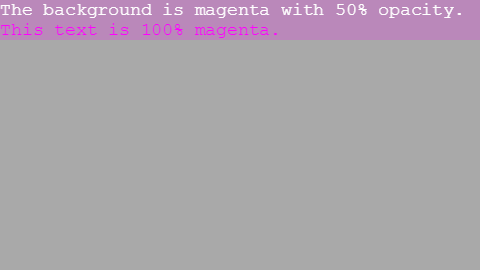 The background is magenta with 50% opacity.
This text is 100% magenta.